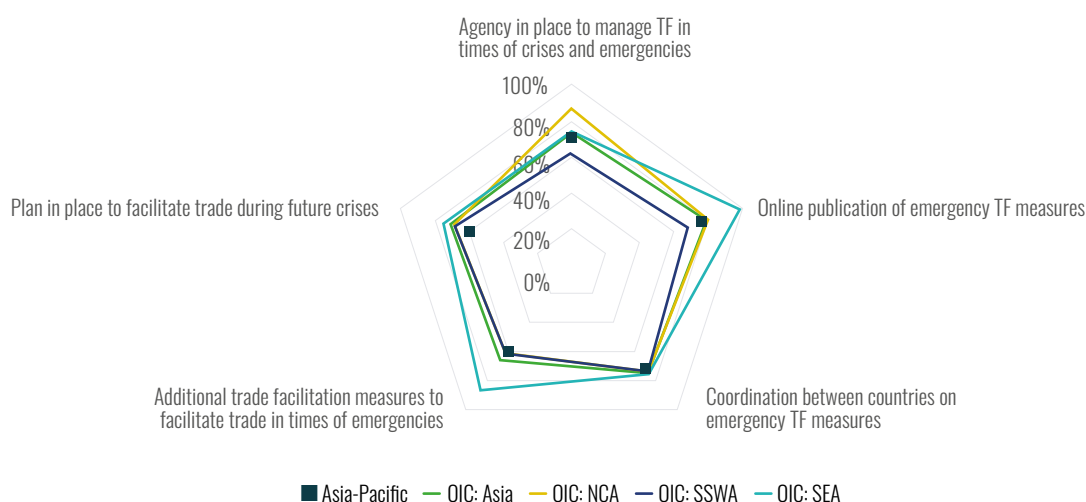 Agency in place to manage TF in
times of crises and emergencies
100%
80%
60%
40%
20%
0%
Plan in place to facilitate trade during future crises
Online publication of emergency TF measures
Additional trade facilitation measures to
facilitate trade in times of emergencies
Coordination between countries on
emergency TF measures
Asia-Pacific OIC: Asia OIC: NCA OIC: SSWA OIC: SEA